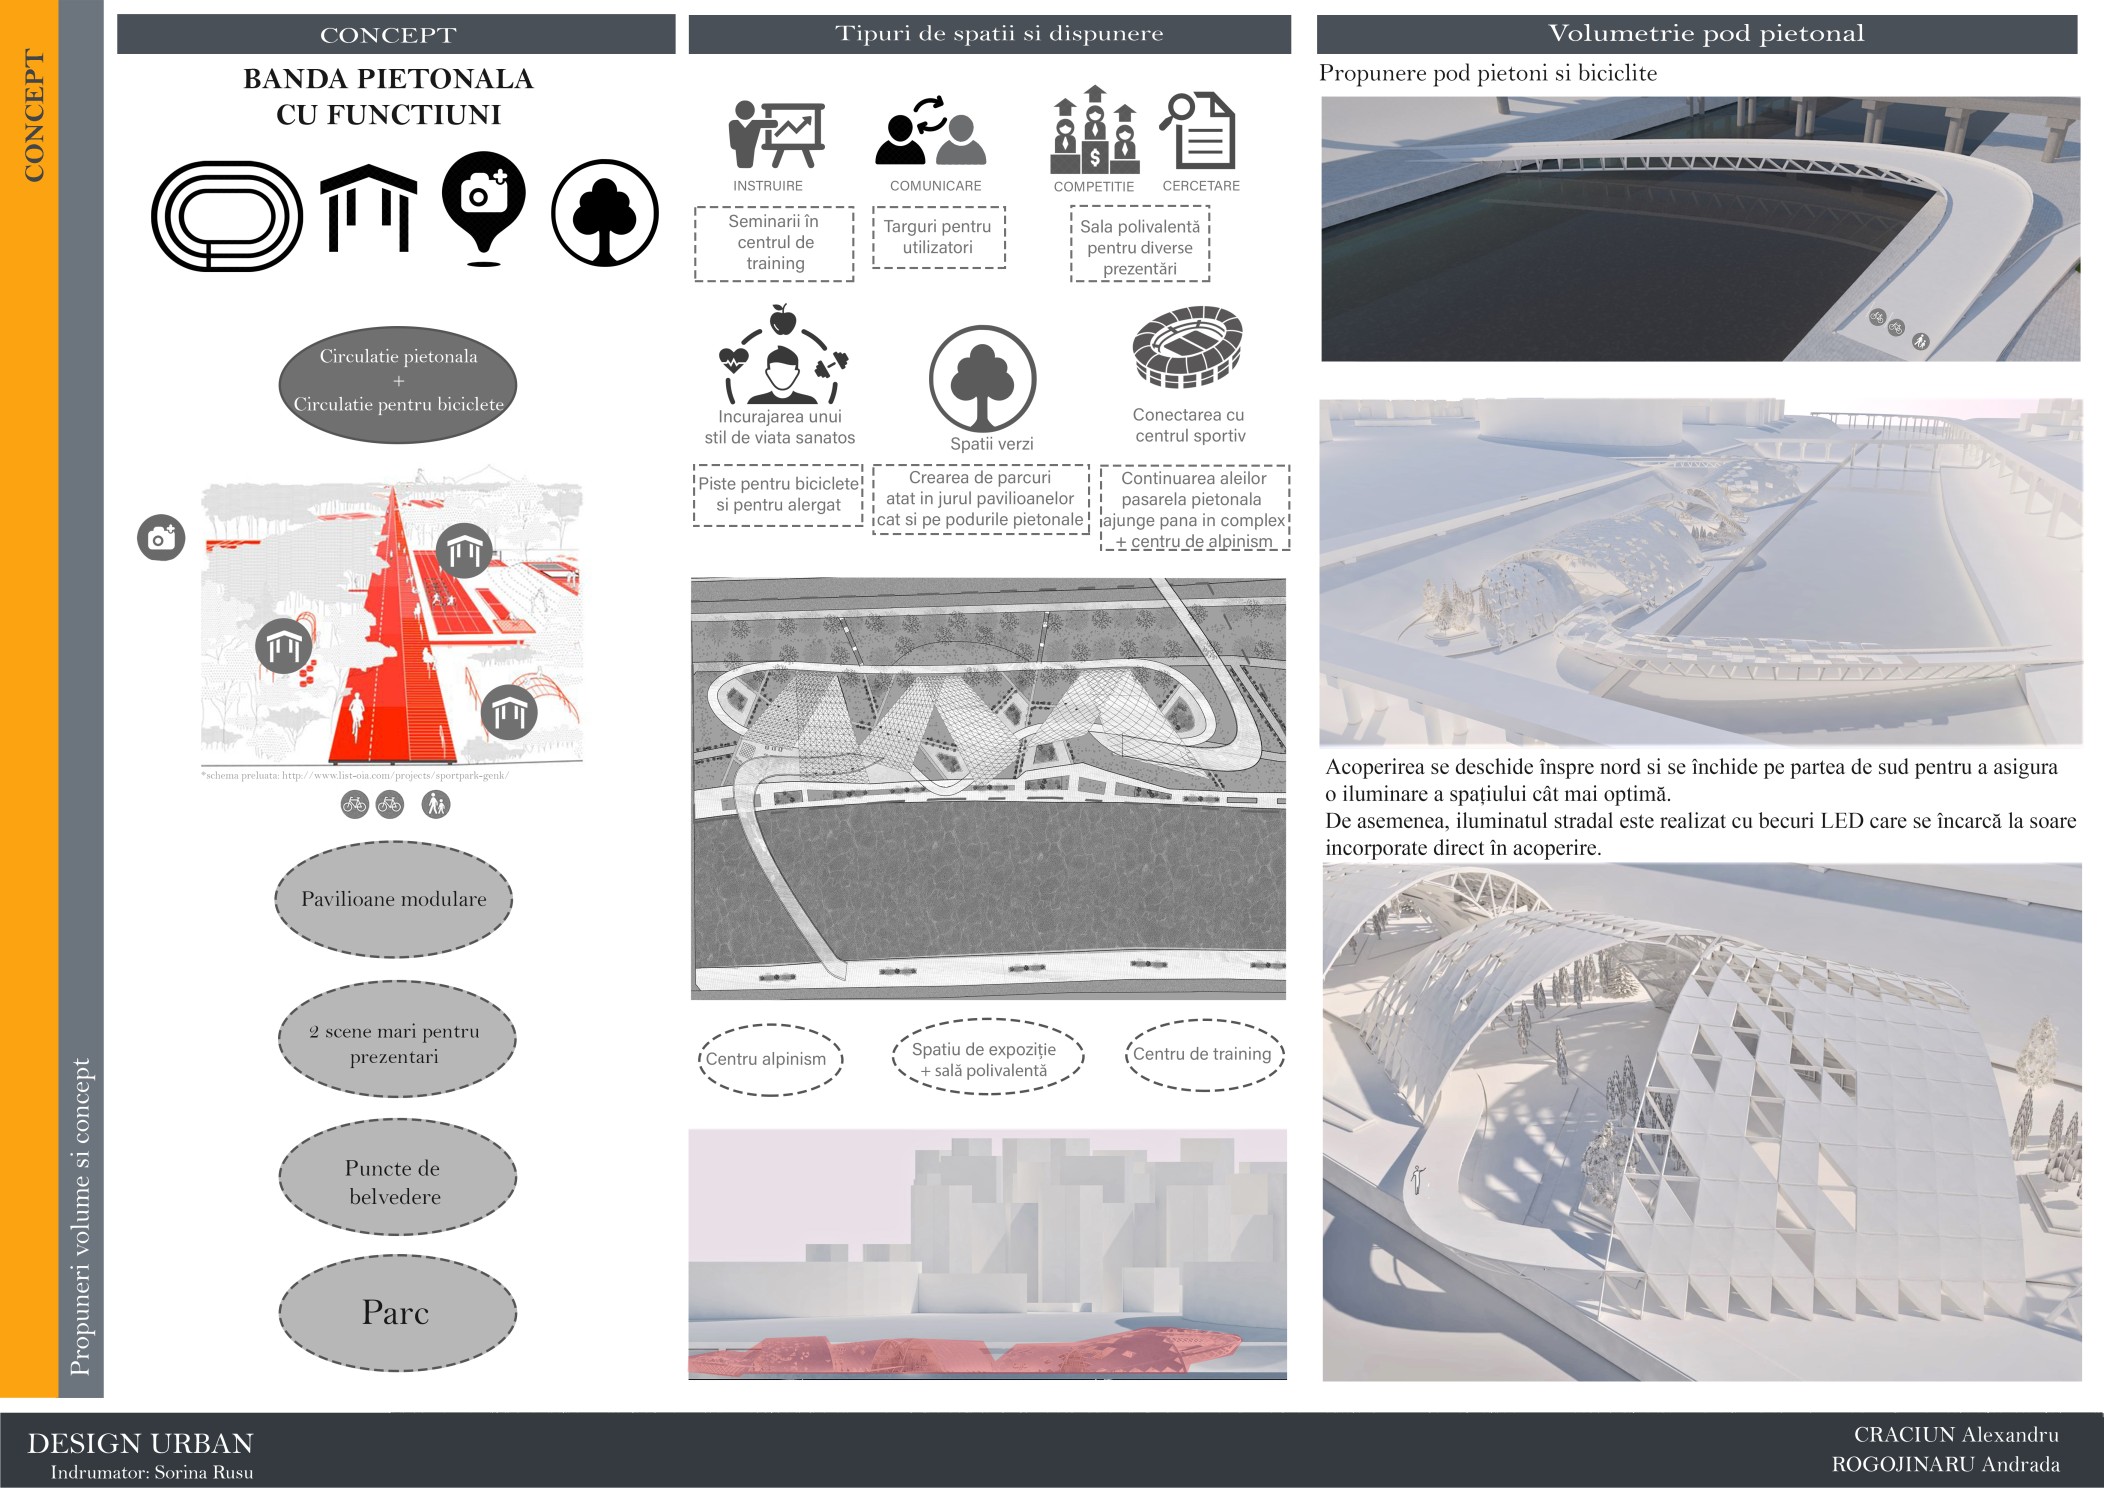 CONCEPT
Propuneri volume si concept
CONCEPT
BANDA PIETONALA
CU FUNCTIUNI
Circulatie pietonala
+
Circulatie pentru biciclete
*schema preluata: http://www.list-oia.com/projects/sportpark-genk/
Pavilioane modulare
2 scene mari pentru
prezentari
Puncte de
belvedere
Parc
Tipuri de spatii si dispunere
INSTRUIRE
COMUNICARE
COMPETITIE
CERCETARE
$
Seminarii în
centrul de
training
Targuri pentru
utilizatori
Sala polivalentă
pentru diverse
prezentări
Incurajarea unui
stil de viata sanatos
Spatii verzi
Conectarea cu
centrul sportiv
Piste pentru biciclete
si pentru alergat
Crearea de parcuri
atat in jurul pavilioanelor
cat si pe podurile pietonale
Continuarea aleilor
pasarela pietonala
ajunge pana in complex
+ centru de alpinism
Centru alpinism
Spatiu de expoziție
+ sală polivalentă
Centru de training
Volumetrie pod pietonal
Propunere pod pietoni si biciclite
Acoperirea se deschide înspre nord si se închide pe partea de sud pentru a asigura
o iluminare a spațiului cât mai optimă.
De asemenea, iluminatul stradal este realizat cu becuri LED care se încarcă la soare
incorporate direct în acoperire.
DESIGN URBAN
Indrumator: Sorina Rusu
CRACIUN Alexandru
ROGOJINARU Andrada